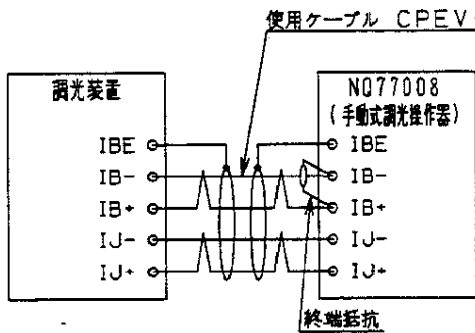 使用ケーブル CPEV
調光装置
IBE
IB-
IB+
IJ-
IJ+
NQ77008
(手動式調光操作器)
IBE
IB-
IB+
IJ-
IJ+
終端抵抗